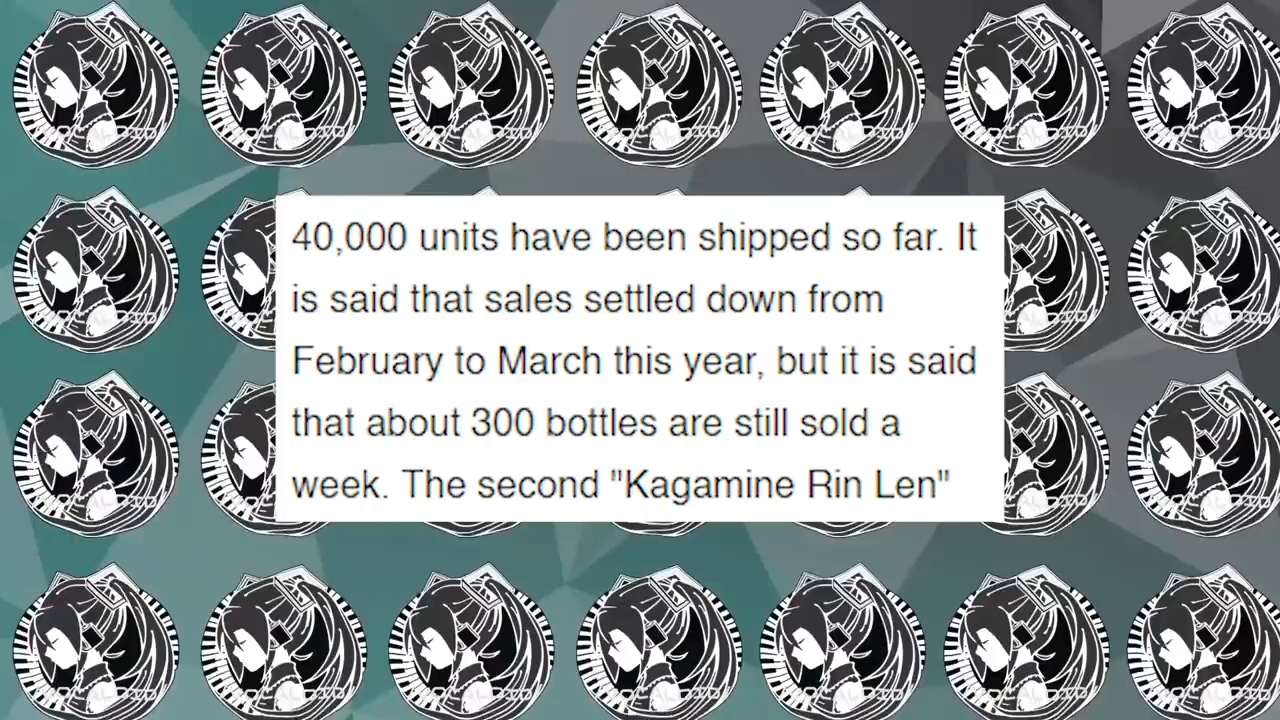 40,000 units have been shipped so far. It
is said that sales settled down from
February to March this year, but it is said
that about 300 bottles are still sold a
week. The second "Kagamine Rin Len"